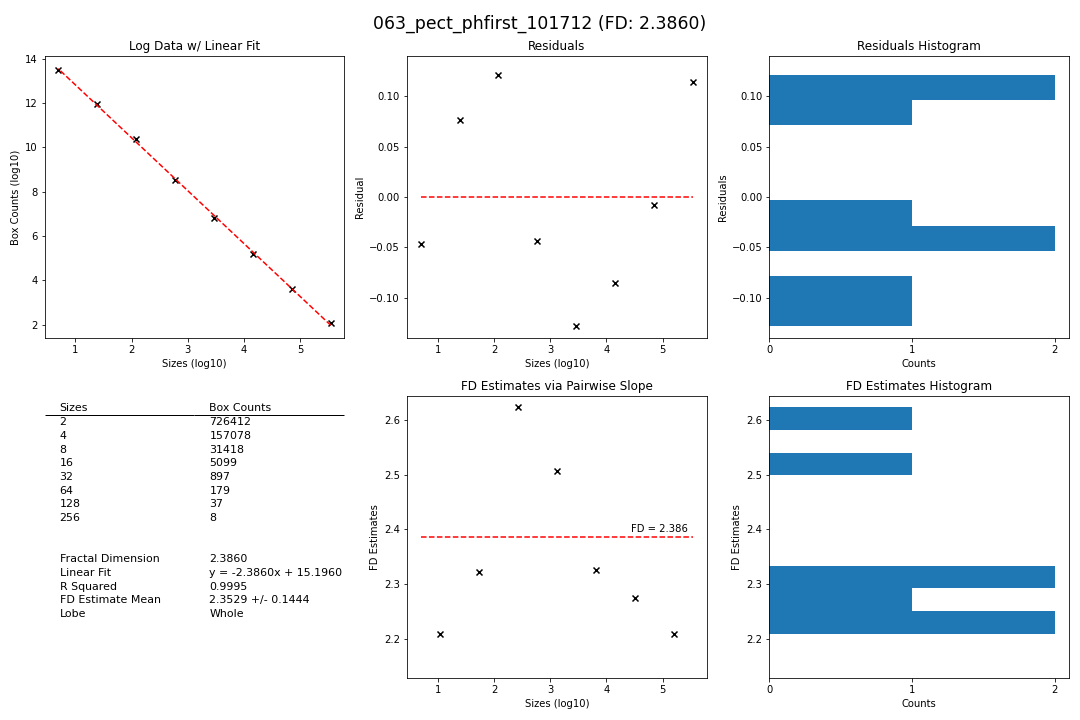 063_pect_phfirst_101712 (FD: 2.3860)
Log Data w/ Linear Fit
14
12
10
8
6
4
2
Box Counts (log10)
1 2 3 4 5
Sizes (log10)
Residuals
0.10
0.05
0.00
−0.05
−0.10
Residual
1 2 3 4 5
Sizes (log10)
Residuals Histogram
0.10
0.05
0.00
−0.05
−0.10
Residuals
0 1 2
Counts
Sizes Box Counts
2 726412
4 157078
8 31418
16 5099
32 897
64 179
128 37
256 8
Fractal Dimension 2.3860
Linear Fit y = -2.3860x + 15.1960
R Squared 0.9995
FD Estimate Mean 2.3529 +/- 0.1444
Lobe Whole
FD Estimates via Pairwise Slope
2.6
2.5
2.4
2.3
2.2
FD Estimates
FD = 2.386
1 2 3 4 5
Sizes (log10)
FD Estimates Histogram
2.6
2.5
2.4
2.3
2.2
FD Estimates
0 1 2
Counts